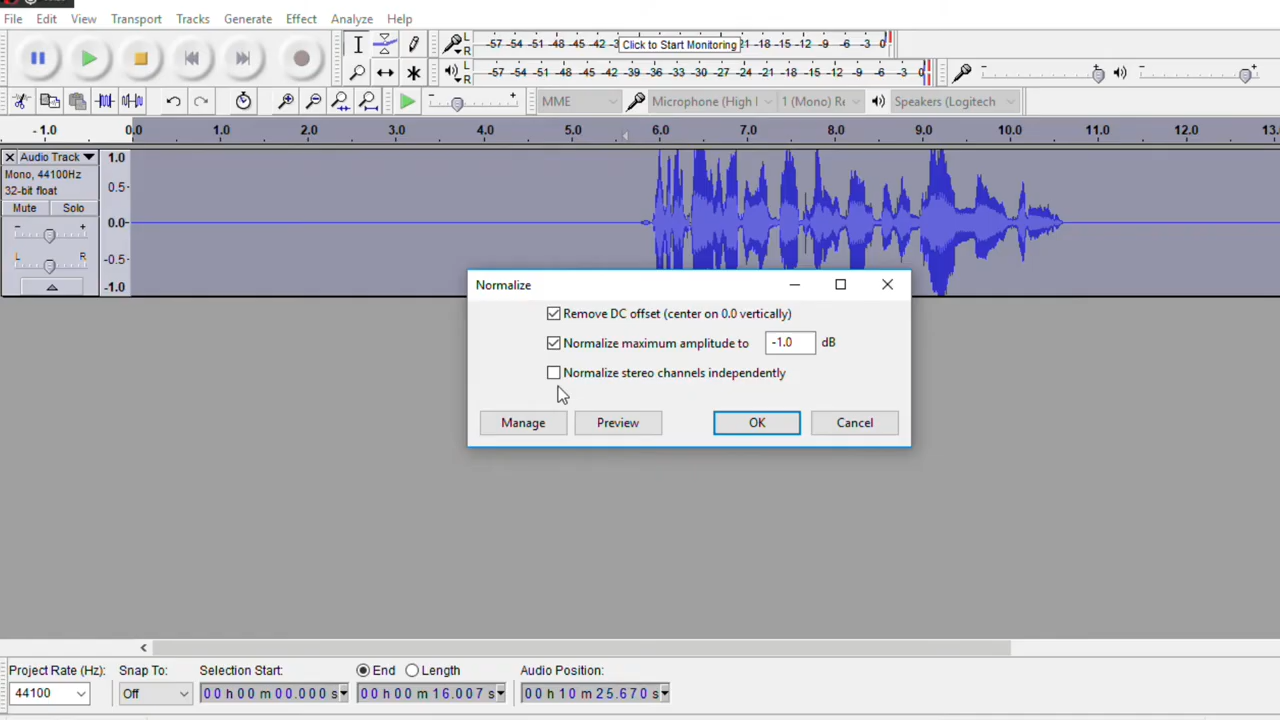 File Edit View Transport Tracks Generate Effect Analyze Help
L R -57 -54 -51 -48 -45 -42 -3 Click to Start Monitoring -21 -18 -15 -12 -9 -6 -3 0
L R -57 -54 -51 -48 -45 -42 -39 -36 -33 -30 -27 -24 -21 -18 -15 -12 -9 -6 -3 0 - + - +
- + MME Microphone (High I 1 (Mono) Re Speakers (Logitech
- 1.0 0.0 1.0 2.0 3.0 4.0 5.0 6.0 7.0 8.0 9.0 10.0 11.0 12.0 13.0
Audio Track 1.0
Mono, 44100Hz
32-bit float 0.5
Mute Solo
0.0
- +
L R -0.5
-1.0
Normalize
Remove DC offset (center on 0.0 vertically)
Normalize maximum amplitude to -1.0 dB
Normalize stereo channels independently
Manage Preview OK Cancel
Project Rate (Hz): Snap To: Selection Start: End Length Audio Position:
44100 Off 00 h 00 m 00.000 s 00 h 00 m 16.007 s 00 h 10 m 25.670 s